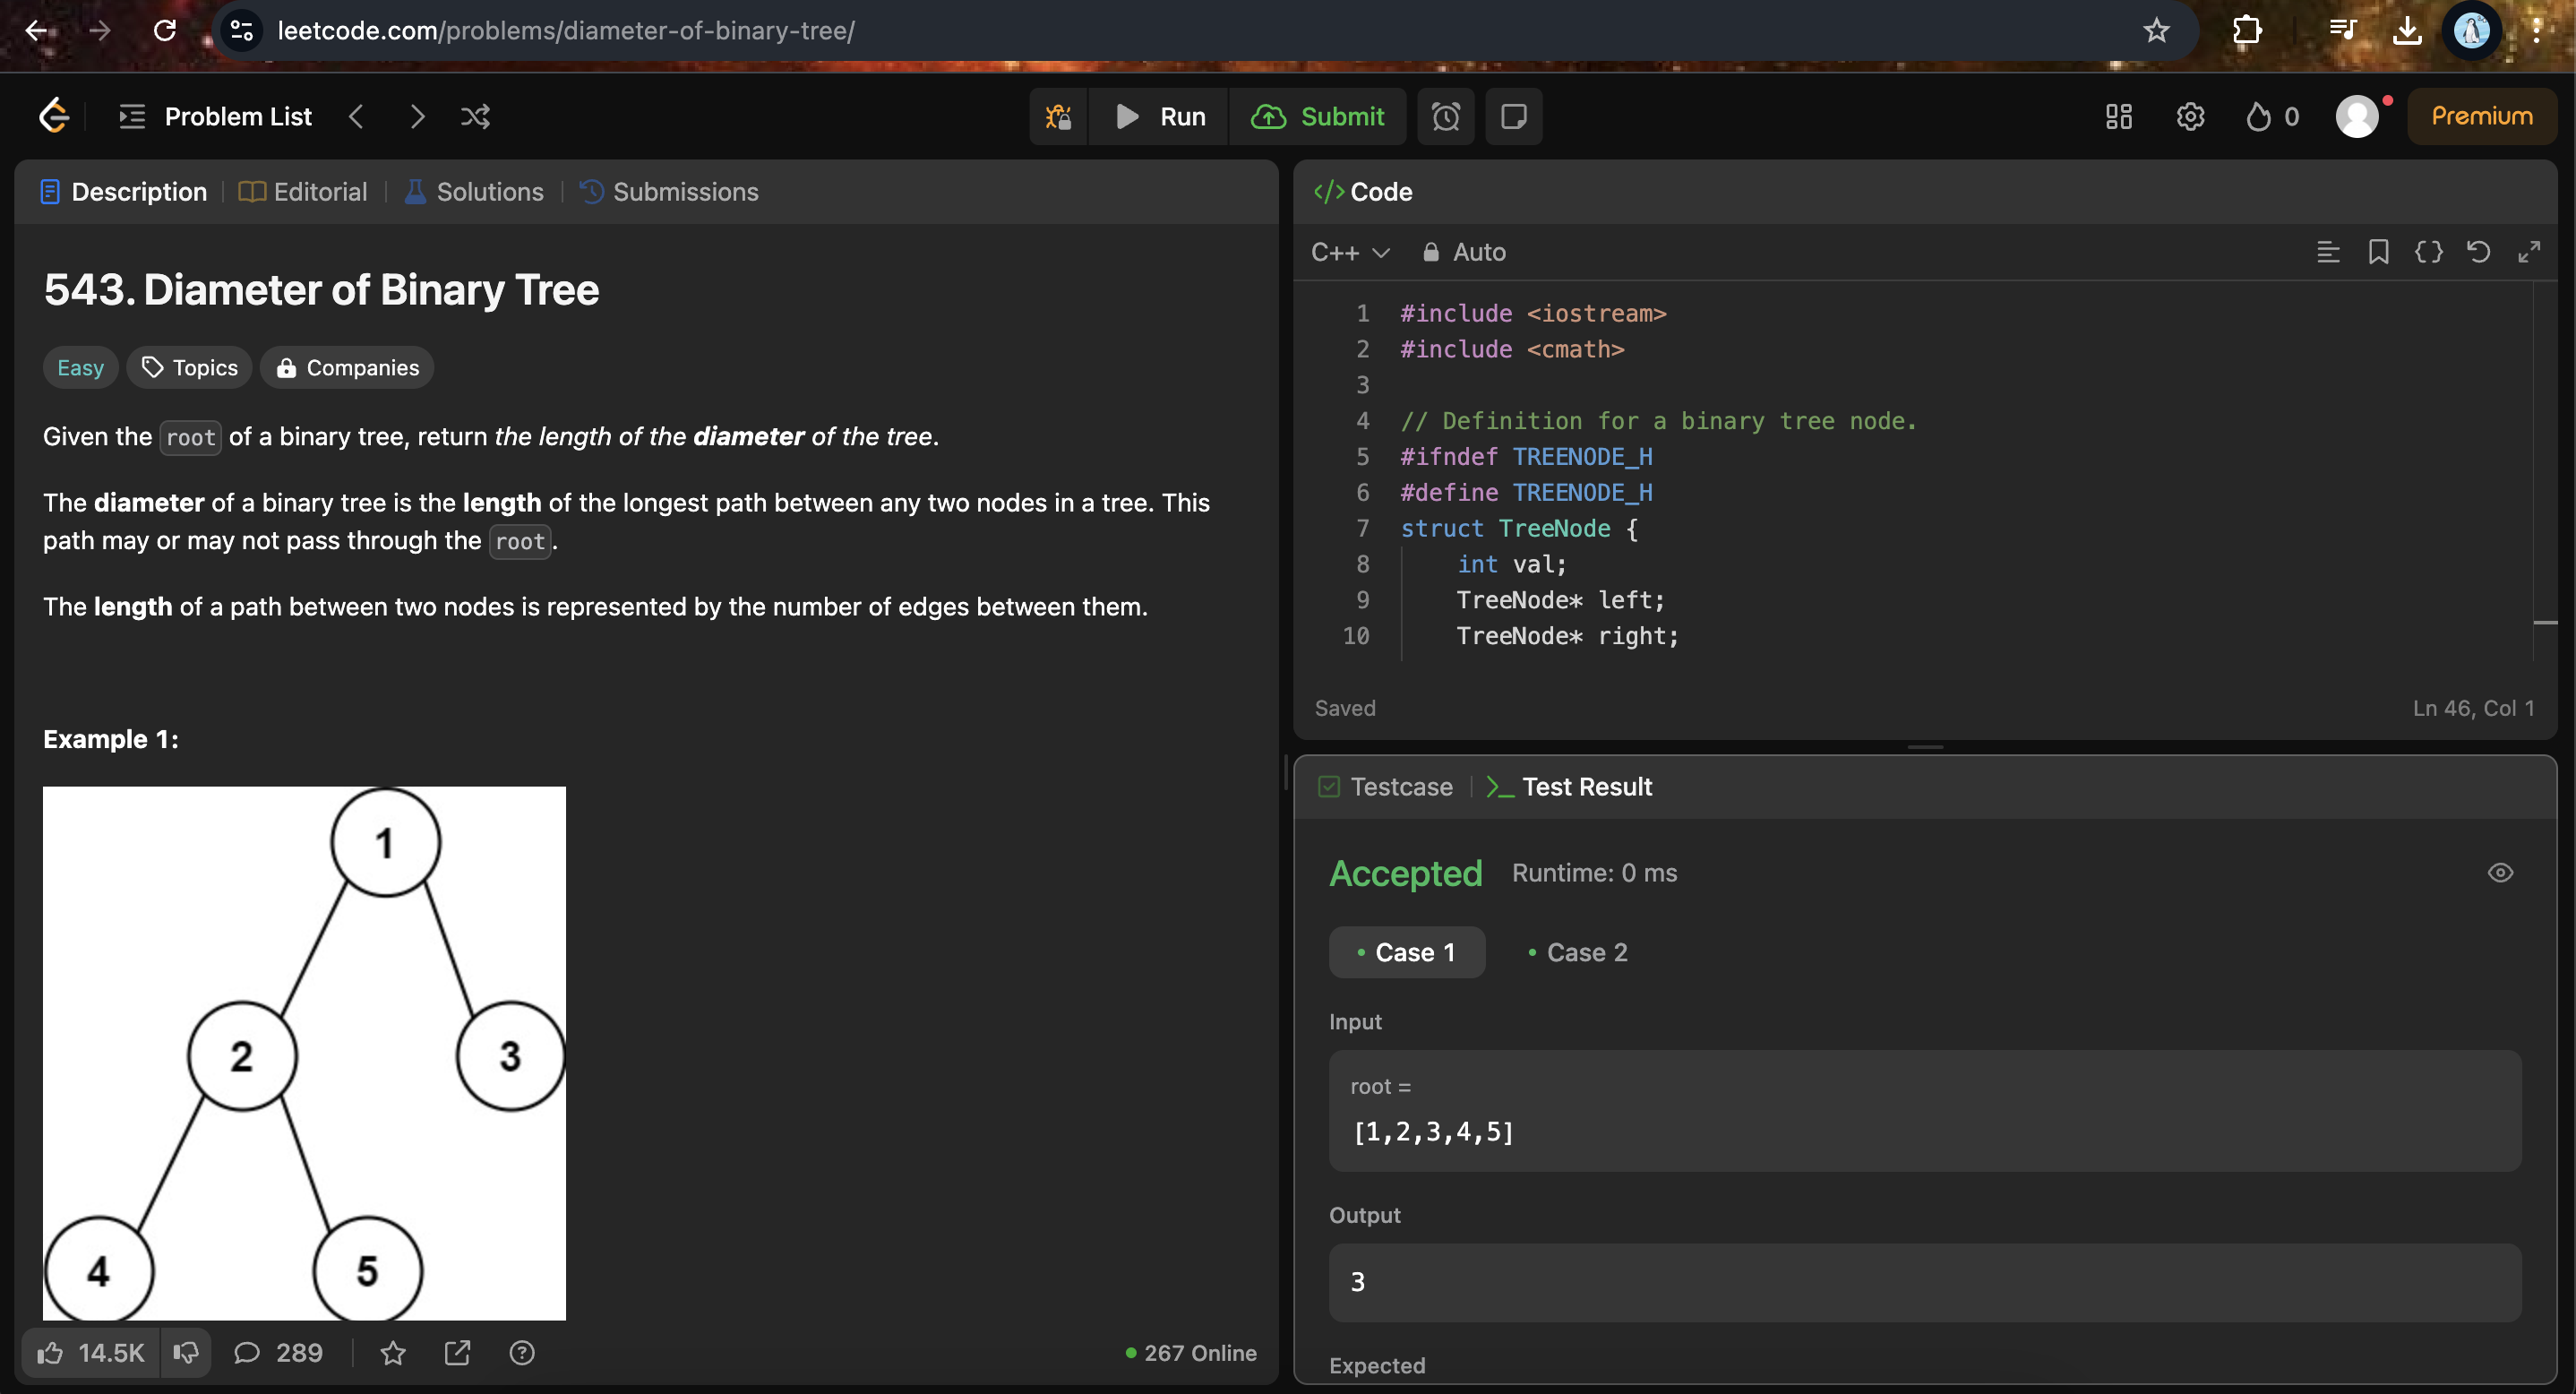 leetcode.com/problems/diameter-of-binary-tree/
Problem List
Run
Submit
0
Premium
Description
Editorial
Solutions
Submissions
543. Diameter of Binary Tree
Easy
Topics
Companies
Given the root of a binary tree, return the length of the diameter of the tree.
The diameter of a binary tree is the length of the longest path between any two nodes in a tree. This
path may or may not pass through the root.
The length of a path between two nodes is represented by the number of edges between them.
Example 1:
1
2
3
4
5
14.5K
289
267 Online
</> Code
C++
Auto
1 #include <iostream>
2 #include <cmath>
3
4 // Definition for a binary tree node.
5 #ifndef TREENODE_H
6 #define TREENODE_H
7 struct TreeNode {
8 int val;
9 TreeNode* left;
10 TreeNode* right;
Saved
Ln 46, Col 1
Testcase
Test Result
Accepted
Runtime: 0 ms
Case 1
Case 2
Input
root =
[1,2,3,4,5]
Output
3
Expected